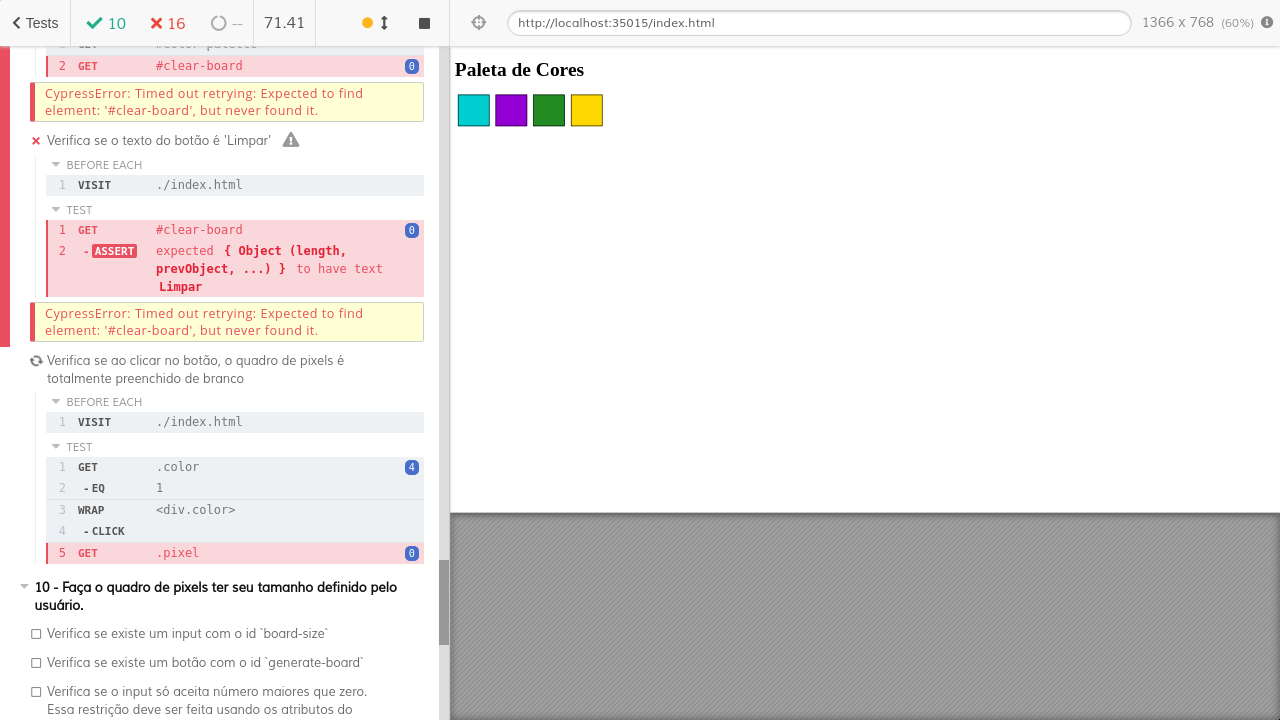 Tests
10
16
--
71.41
http://localhost:35015/index.html
1366 x 768 (60%)
2 GET #clear-board 0
CypressError: Timed out retrying: Expected to find
element: '#clear-board', but never found it.
Verifica se o texto do botão é 'Limpar'
BEFORE EACH
1 VISIT ./index.html
TEST
1 GET #clear-board 0
2 -ASSERT expected { Object (length,
prevObject, ...) } to have text
Limpar
CypressError: Timed out retrying: Expected to find
element: '#clear-board', but never found it.
Verifica se ao clicar no botão, o quadro de pixels é
totalmente preenchido de branco
BEFORE EACH
1 VISIT ./index.html
TEST
1 GET .color 4
2 -EQ 1
3 WRAP <div.color>
4 -CLICK
5 GET .pixel 0
10 - Faça o quadro de pixels ter seu tamanho definido pelo
usuário.
Verifica se existe um input com o id `board-size`
Verifica se existe um botão com o id `generate-board`
Verifica se o input só aceita número maiores que zero.
Essa restrição deve ser feita usando os atributos do
Paleta de Cores